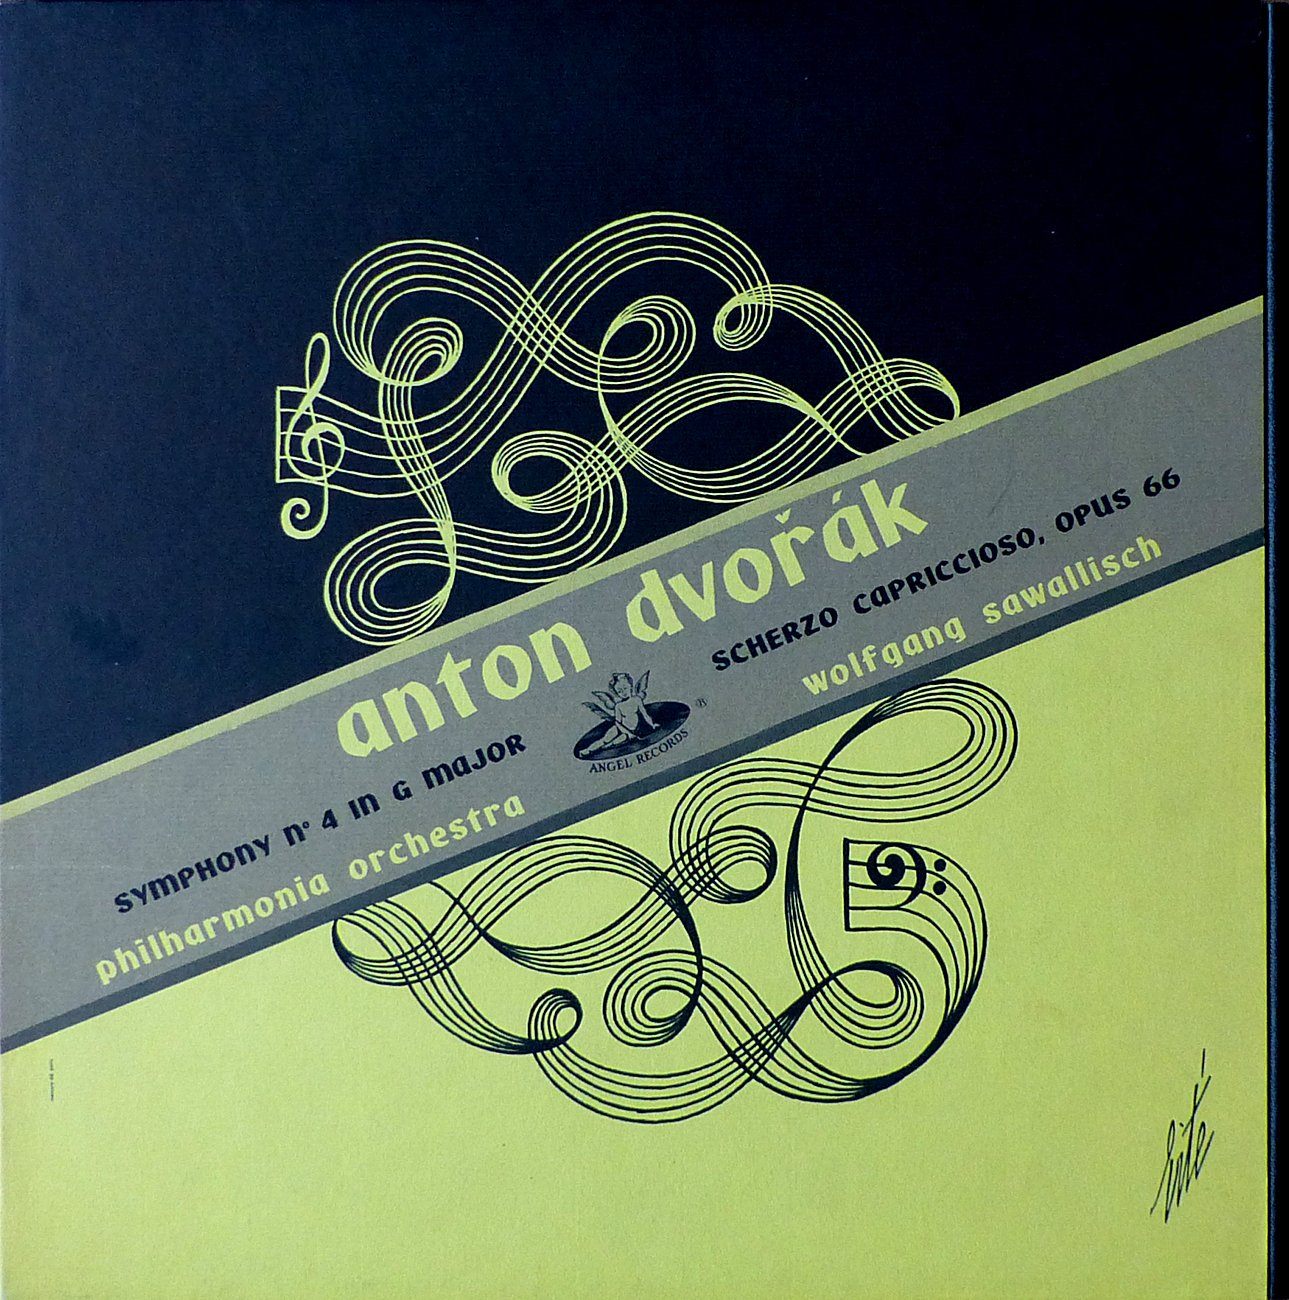 anton dvořák
SYMPHONY Nº 4 IN G MAJOR
SCHERZO CAPRICCIOSO, OPUS 66
ANGEL RECORDS ®
philharmonia orchestra
wolfgang sawallisch